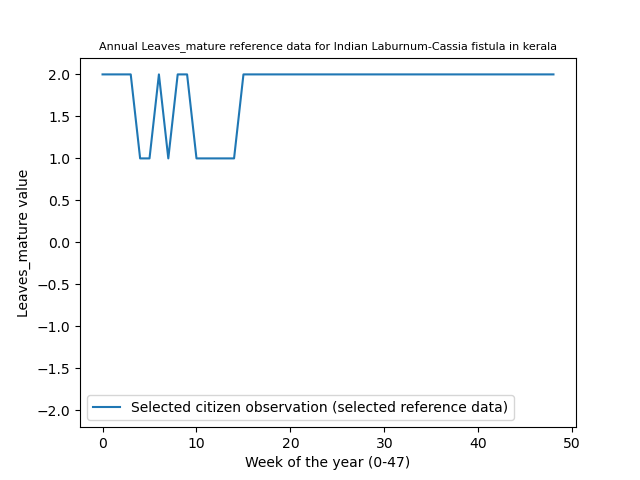 Annual Leaves_mature reference data for Indian Laburnum-Cassia fistula in kerala
2.0
1.5
1.0
0.5
0.0
−0.5
−1.0
−1.5
−2.0
Leaves_mature value
Selected citizen observation (selected reference data)
0 10 20 30 40 50
Week of the year (0-47)